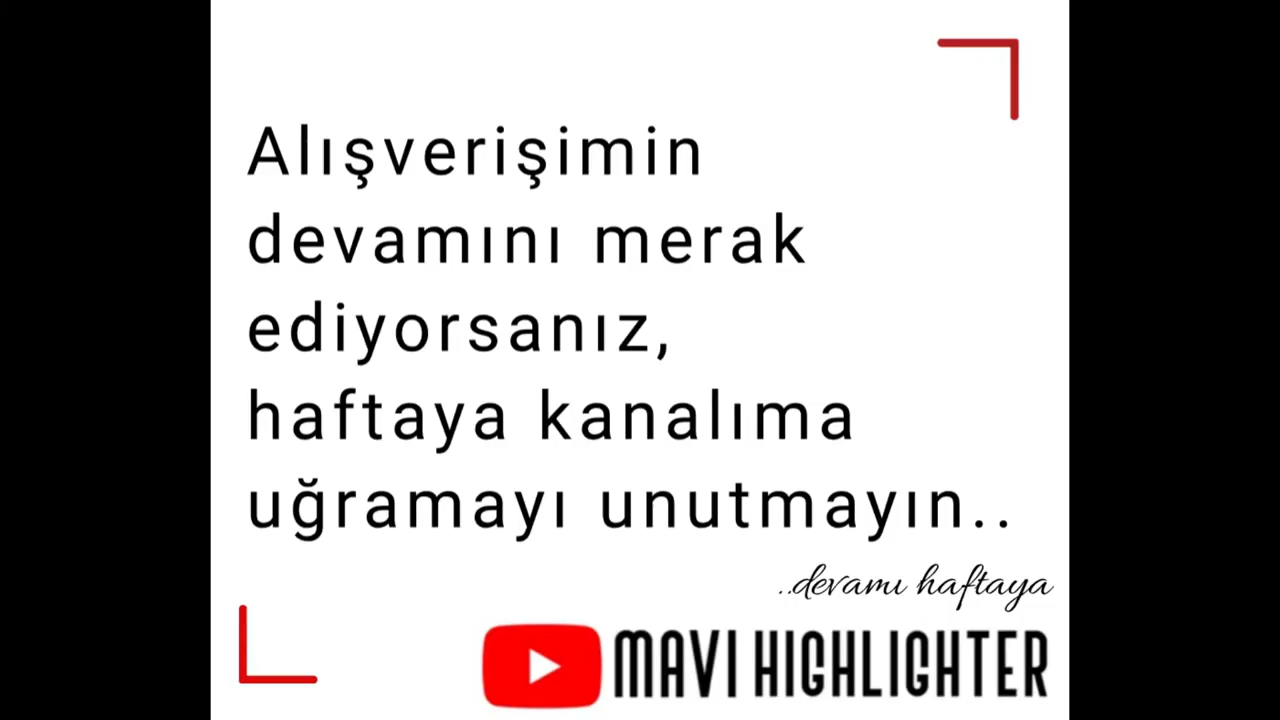 Alışverişimin
devamını merak
ediyorsanız,
haftaya kanalıma
uğramayı unutmayın..
..devamı haftaya
MAVI HIGHLIGHTER